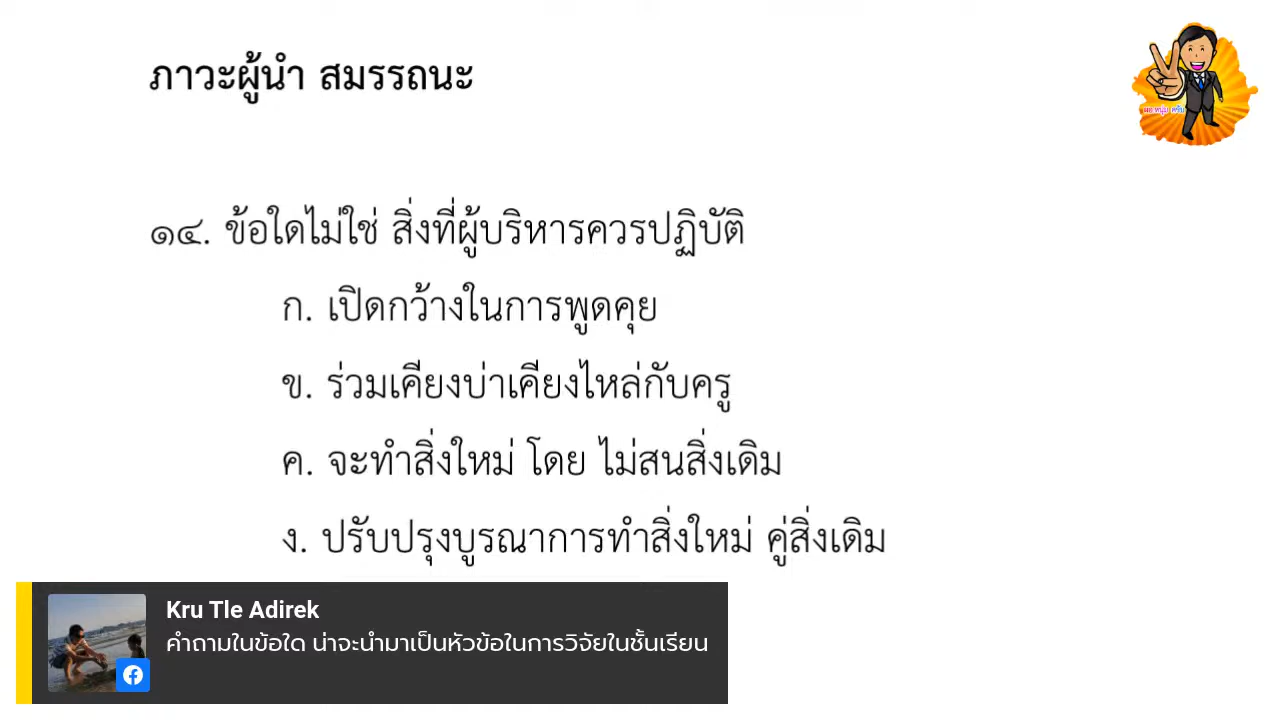 ภาวะผู้นำ สมรรถนะ
๑๔. ข้อใดไม่ใช่ สิ่งที่ผู้บริหารควรปฏิบัติ
ก. เปิดกว้างในการพูดคุย
ข. ร่วมเคียงบ่าเคียงไหล่กับครู
ค. จะทำสิ่งใหม่ โดย ไม่สนสิ่งเดิม
ง. ปรับปรุงบูรณาการทำสิ่งใหม่ คู่สิ่งเดิม
Kru Tle Adirek
คำถามในข้อใด น่าจะนำมาเป็นหัวข้อในการวิจัยในชั้นเรียน